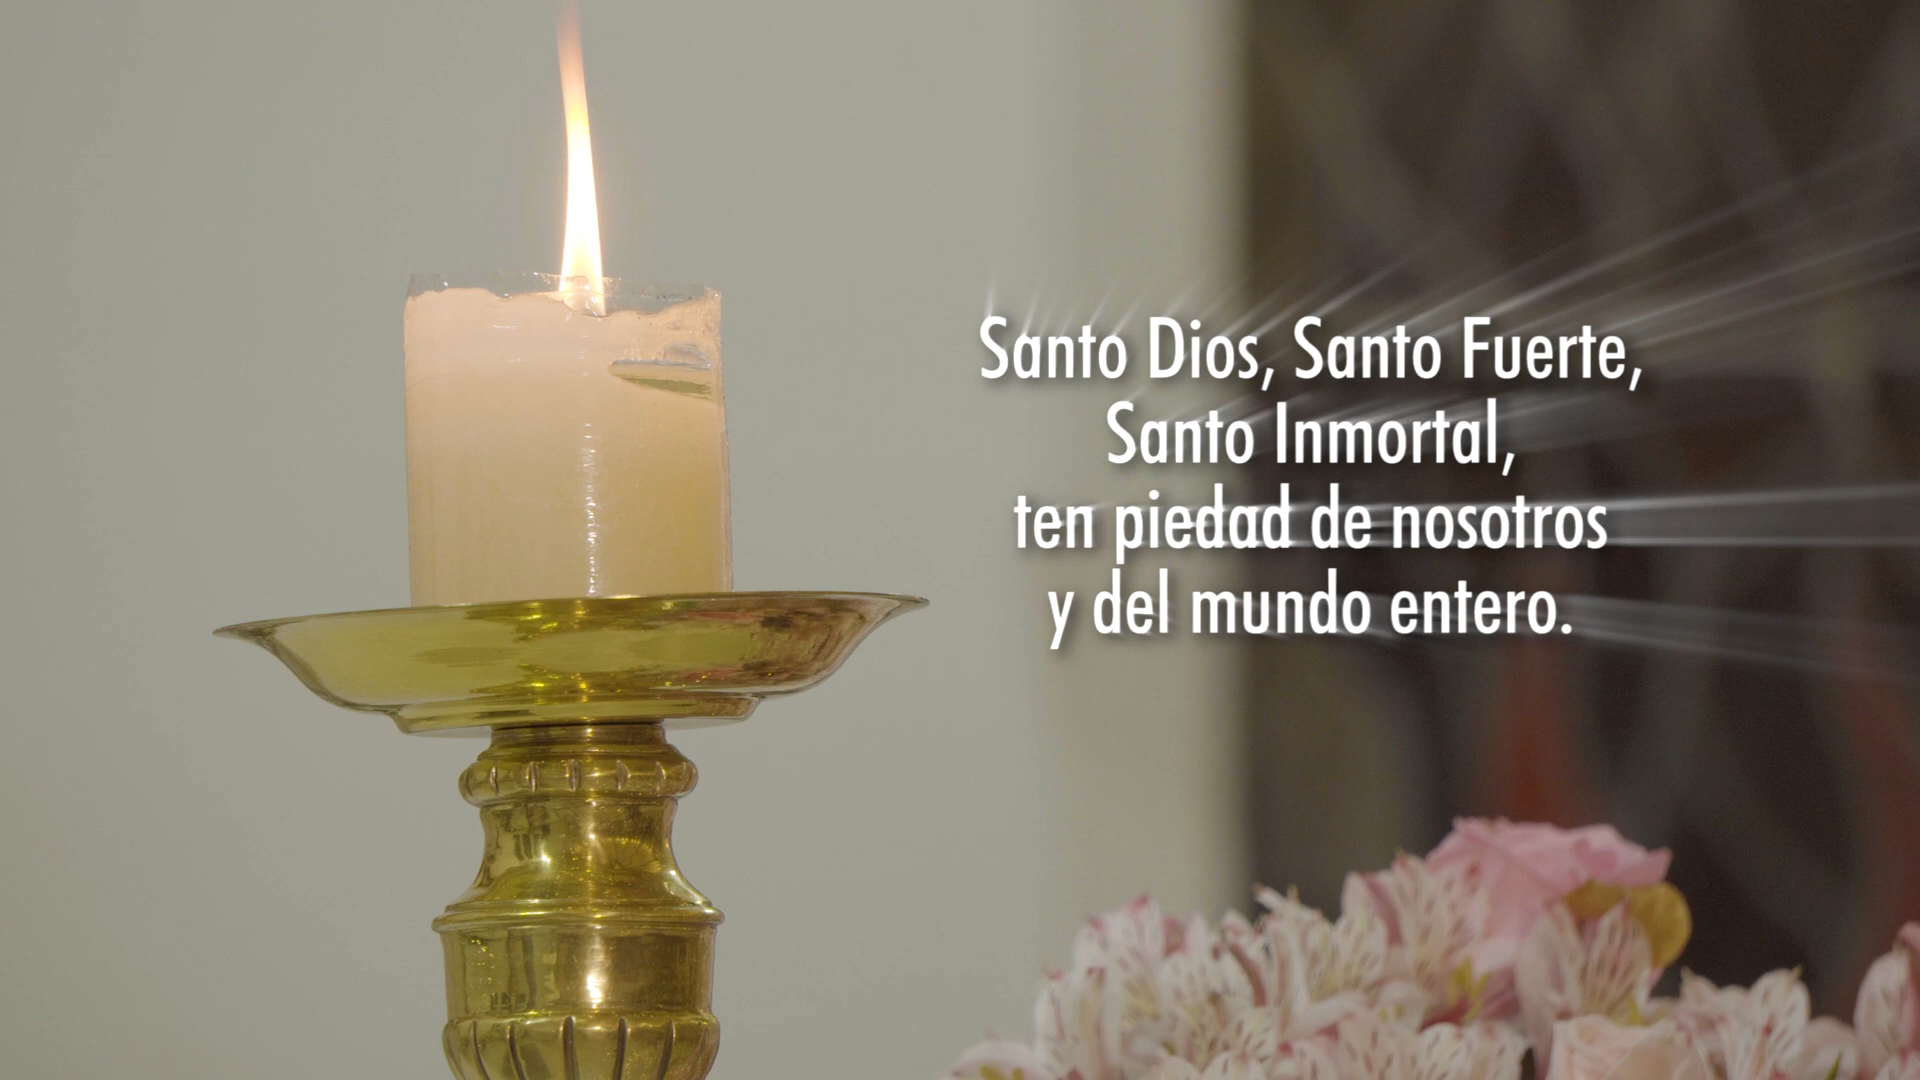 Santo Dios, Santo Fuerte,
Santo Inmortal,
ten piedad de nosotros
y del mundo entero.